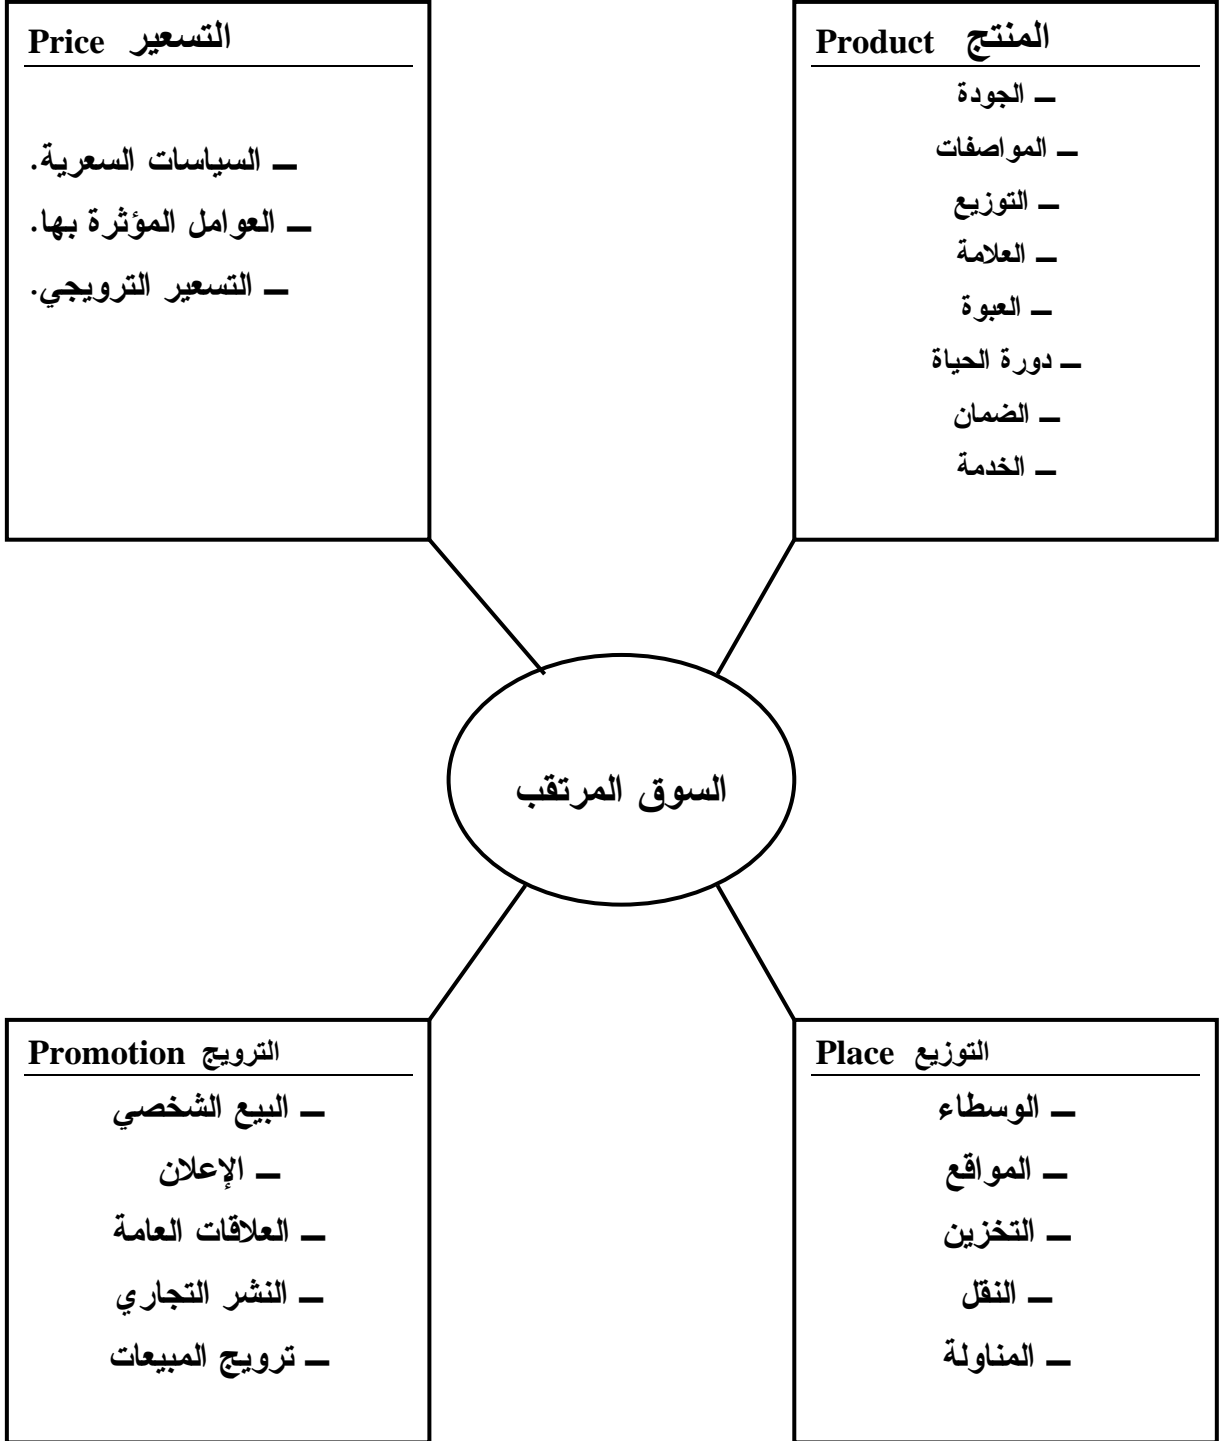 المنتج Product
ـ الجودة
ـ المواصفات
ـ التوزيع
ـ العلامة
ـ العبوة
ـ دورة الحياة
ـ الضمان
ـ الخدمة
التسعير Price
ـ السياسات السعرية.
ـ العوامل المؤثرة بها.
ـ التسعير الترويجي.
السوق المرتقب
التوزيع Place
ـ الوسطاء
ـ المواقع
ـ التخزين
ـ النقل
ـ المناولة
الترويج Promotion
ـ البيع الشخصي
ـ الإعلان
ـ العلاقات العامة
ـ النشر التجاري
ـ ترويج المبيعات